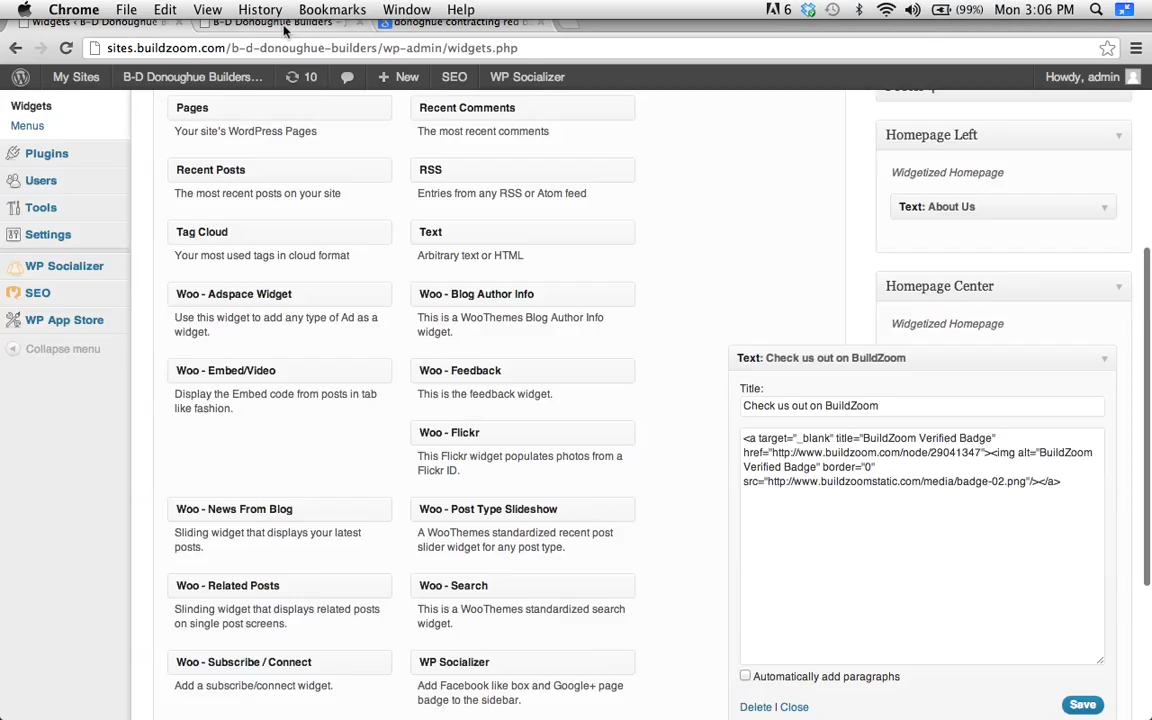 Chrome File Edit View History Bookmarks Window Help 6 (99%) Mon 3:06 PM
Widgets ‹ B-D Donoughue B B-D Donoughue Builders – donoghue contracting red b
sites.buildzoom.com/b-d-donoughue-builders/wp-admin/widgets.php
My Sites B-D Donoughue Builders... 10 + New SEO WP Socializer Howdy, admin
Widgets
Menus
Plugins
Users
Tools
Settings
WP Socializer
SEO
WP App Store
Collapse menu
Pages
Your site's WordPress Pages
Recent Comments
The most recent comments
Recent Posts
The most recent posts on your site
RSS
Entries from any RSS or Atom feed
Tag Cloud
Your most used tags in cloud format
Text
Arbitrary text or HTML
Woo - Adspace Widget
Use this widget to add any type of Ad as a
widget.
Woo - Blog Author Info
This is a WooThemes Blog Author Info
widget.
Woo - Embed/Video
Display the Embed code from posts in tab
like fashion.
Woo - Feedback
This is the feedback widget.
Woo - Flickr
This Flickr widget populates photos from a
Flickr ID.
Woo - News From Blog
Sliding widget that displays your latest
posts.
Woo - Post Type Slideshow
A WooThemes standardized recent post
slider widget for any post type.
Woo - Related Posts
Slinding widget that displays related posts
on single post screens.
Woo - Search
This is a WooThemes standardized search
widget.
Woo - Subscribe / Connect
Add a subscribe/connect widget.
WP Socializer
Add Facebook like box and Google+ page
badge to the sidebar.
Homepage Left
Widgetized Homepage
Text: About Us
Homepage Center
Widgetized Homepage
Text: Check us out on BuildZoom
Title:
Check us out on BuildZoom
<a target="_blank" title="BuildZoom Verified Badge"
href="http://www.buildzoom.com/node/29041347"><img alt="BuildZoom
Verified Badge" border="0"
src="http://www.buildzoomstatic.com/media/badge-02.png"/></a>
Automatically add paragraphs
Delete | Close
Save